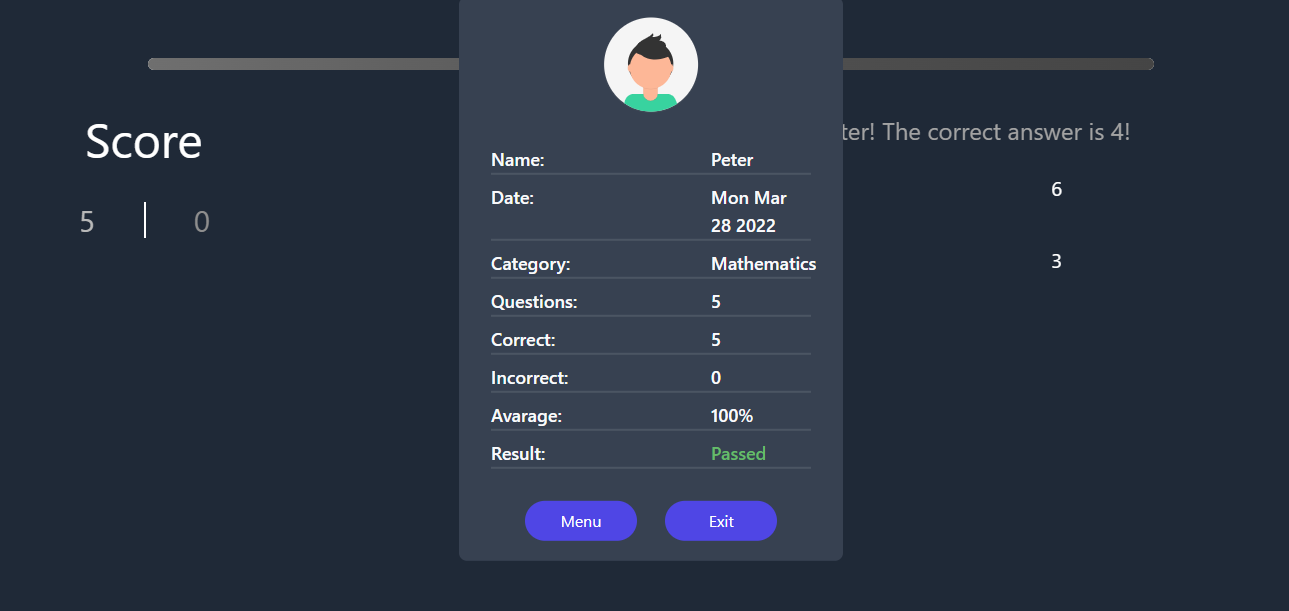 Score
5 | 0
ter! The correct answer is 4!
6
3
Name: Peter
Date: Mon Mar
28 2022
Category: Mathematics
Questions: 5
Correct: 5
Incorrect: 0
Avarage: 100%
Result: Passed
Menu Exit